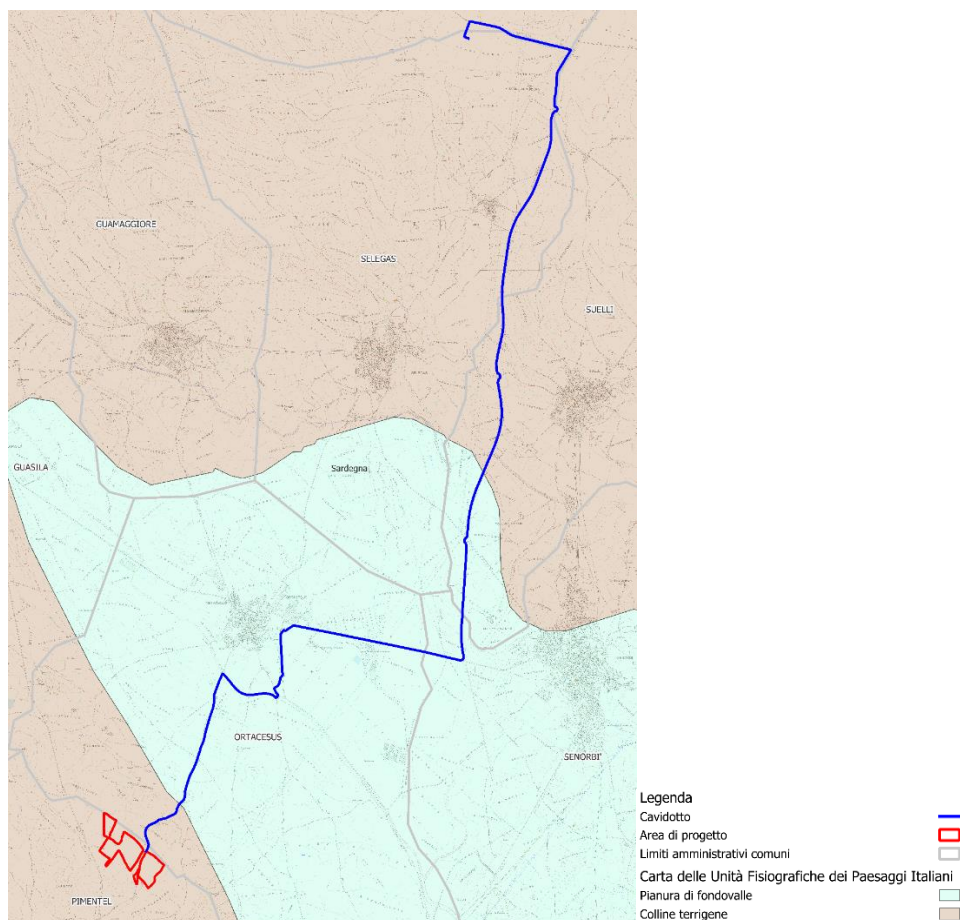 GUAMAGGIORE
SELEGAS
SUELLI
GUASILA
Sardegna
ORTACESUS
SENORBI'
PIMENTEL
Legenda
Cavidotto
Area di progetto
Limiti amministrativi comuni
Carta delle Unità Fisiografiche dei Paesaggi Italiani
Pianura di fondovalle
Colline terrigene